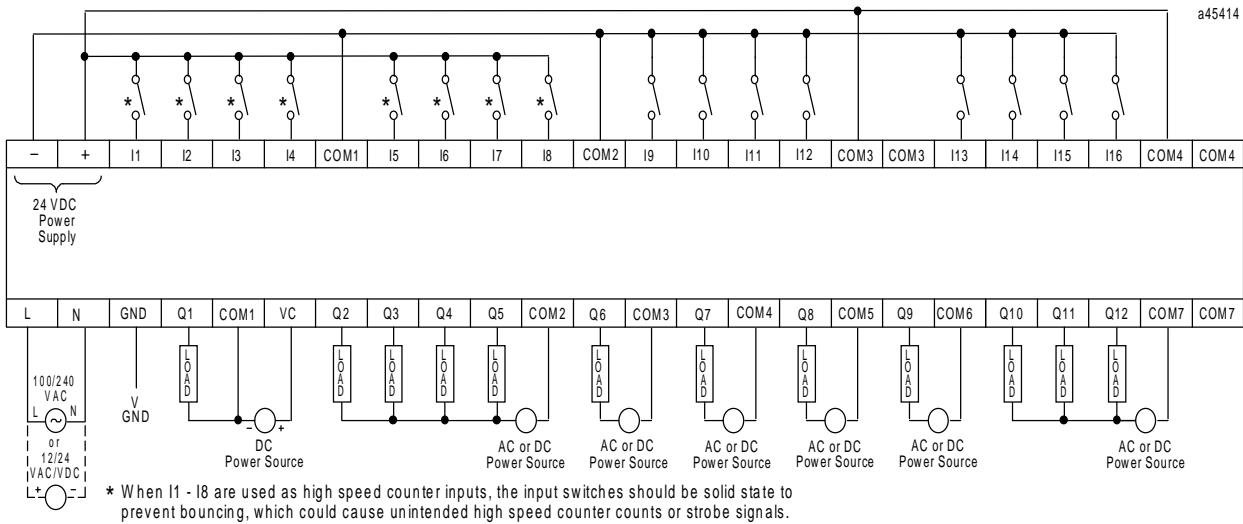 a45414
* * * * * * * *
− + I1 I2 I3 I4 COM1 I5 I6 I7 I8 COM2 I9 I10 I11 I12 COM3 COM3 I13 I14 I15 I16 COM4 COM4
24 VDC
Power
Supply
L N GND Q1 COM1 VC Q2 Q3 Q4 Q5 COM2 Q6 COM3 Q7 COM4 Q8 COM5 Q9 COM6 Q10 Q11 Q12 COM7 COM7
LOAD LOAD LOAD LOAD LOAD LOAD LOAD LOAD LOAD LOAD LOAD LOAD
100/240
VAC
L N
V
GND
or
12/24
VAC/VDC
+ −
− +
DC
Power Source
AC or DC
Power Source
AC or DC
Power Source
AC or DC
Power Source
AC or DC
Power Source
AC or DC
Power Source
AC or DC
Power Source
* When I1 - I8 are used as high speed counter inputs, the input switches should be solid state to
prevent bouncing, which could cause unintended high speed counter counts or strobe signals.